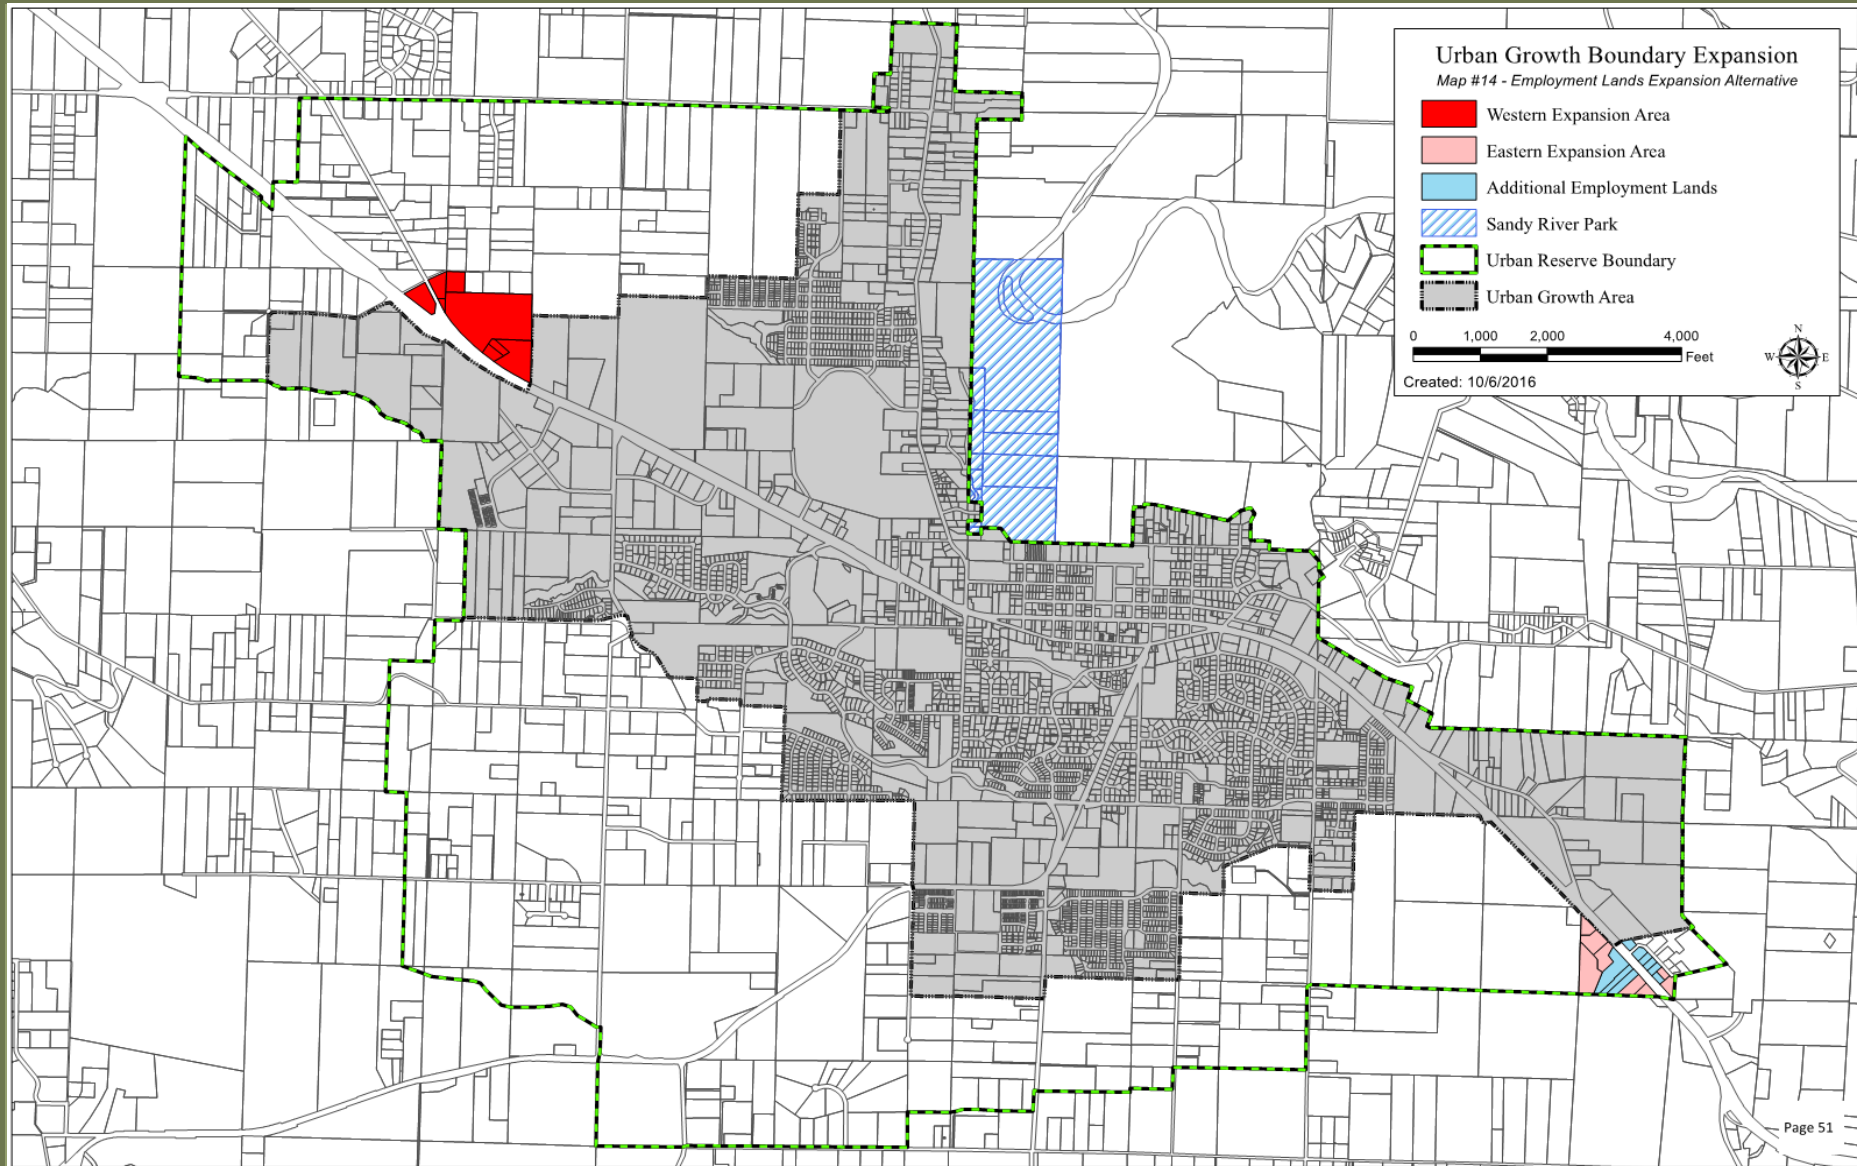 Urban Growth Boundary Expansion
Map #14 - Employment Lands Expansion Alternative
Western Expansion Area
Eastern Expansion Area
Additional Employment Lands
Sandy River Park
Urban Reserve Boundary
Urban Growth Area
0 1,000 2,000 4,000
Feet
N
W E
S
Created: 10/6/2016
Page 51